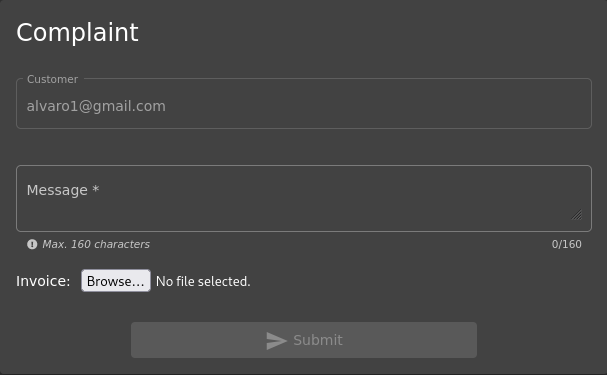 Complaint
Customer
alvaro1@gmail.com
Message *
Max. 160 characters 0/160
Invoice: Browse... No file selected.
Submit